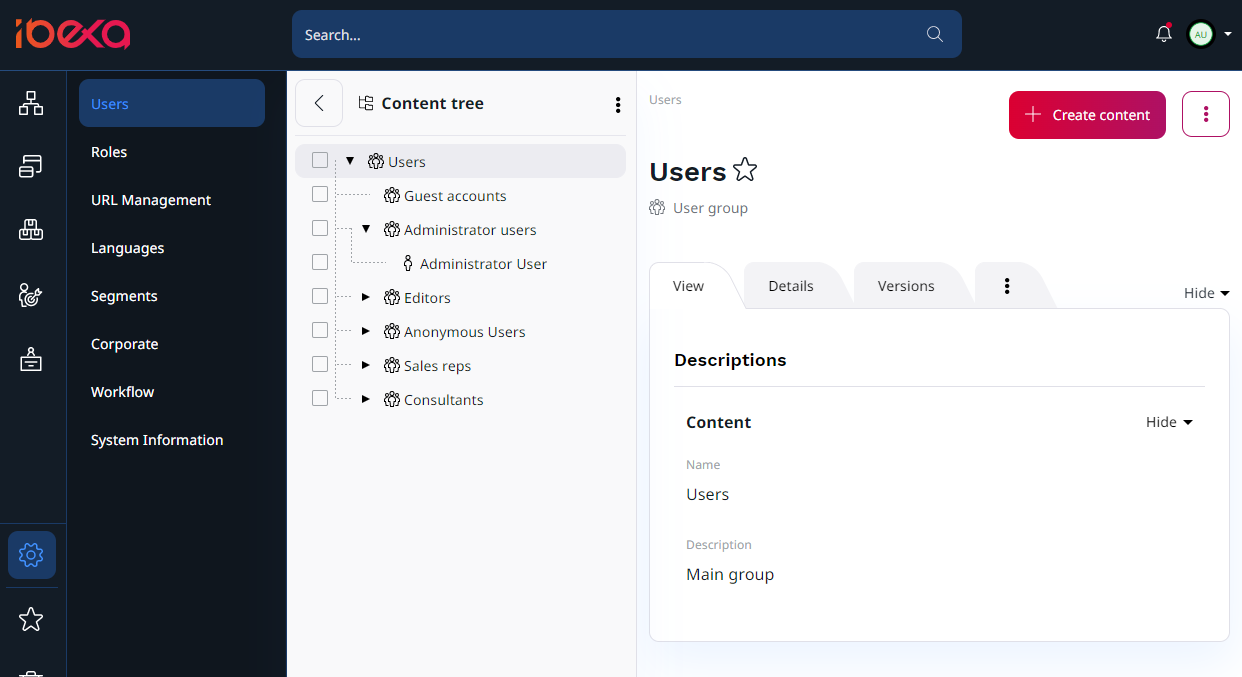 ibexa
Search...
AU
Users
Roles
URL Management
Languages
Segments
Corporate
Workflow
System Information
Content tree
Users
Guest accounts
Administrator users
Administrator User
Editors
Anonymous Users
Sales reps
Consultants
Users
Create content
Users
User group
View Details Versions
Hide
Descriptions
Content Hide
Name
Users
Description
Main group